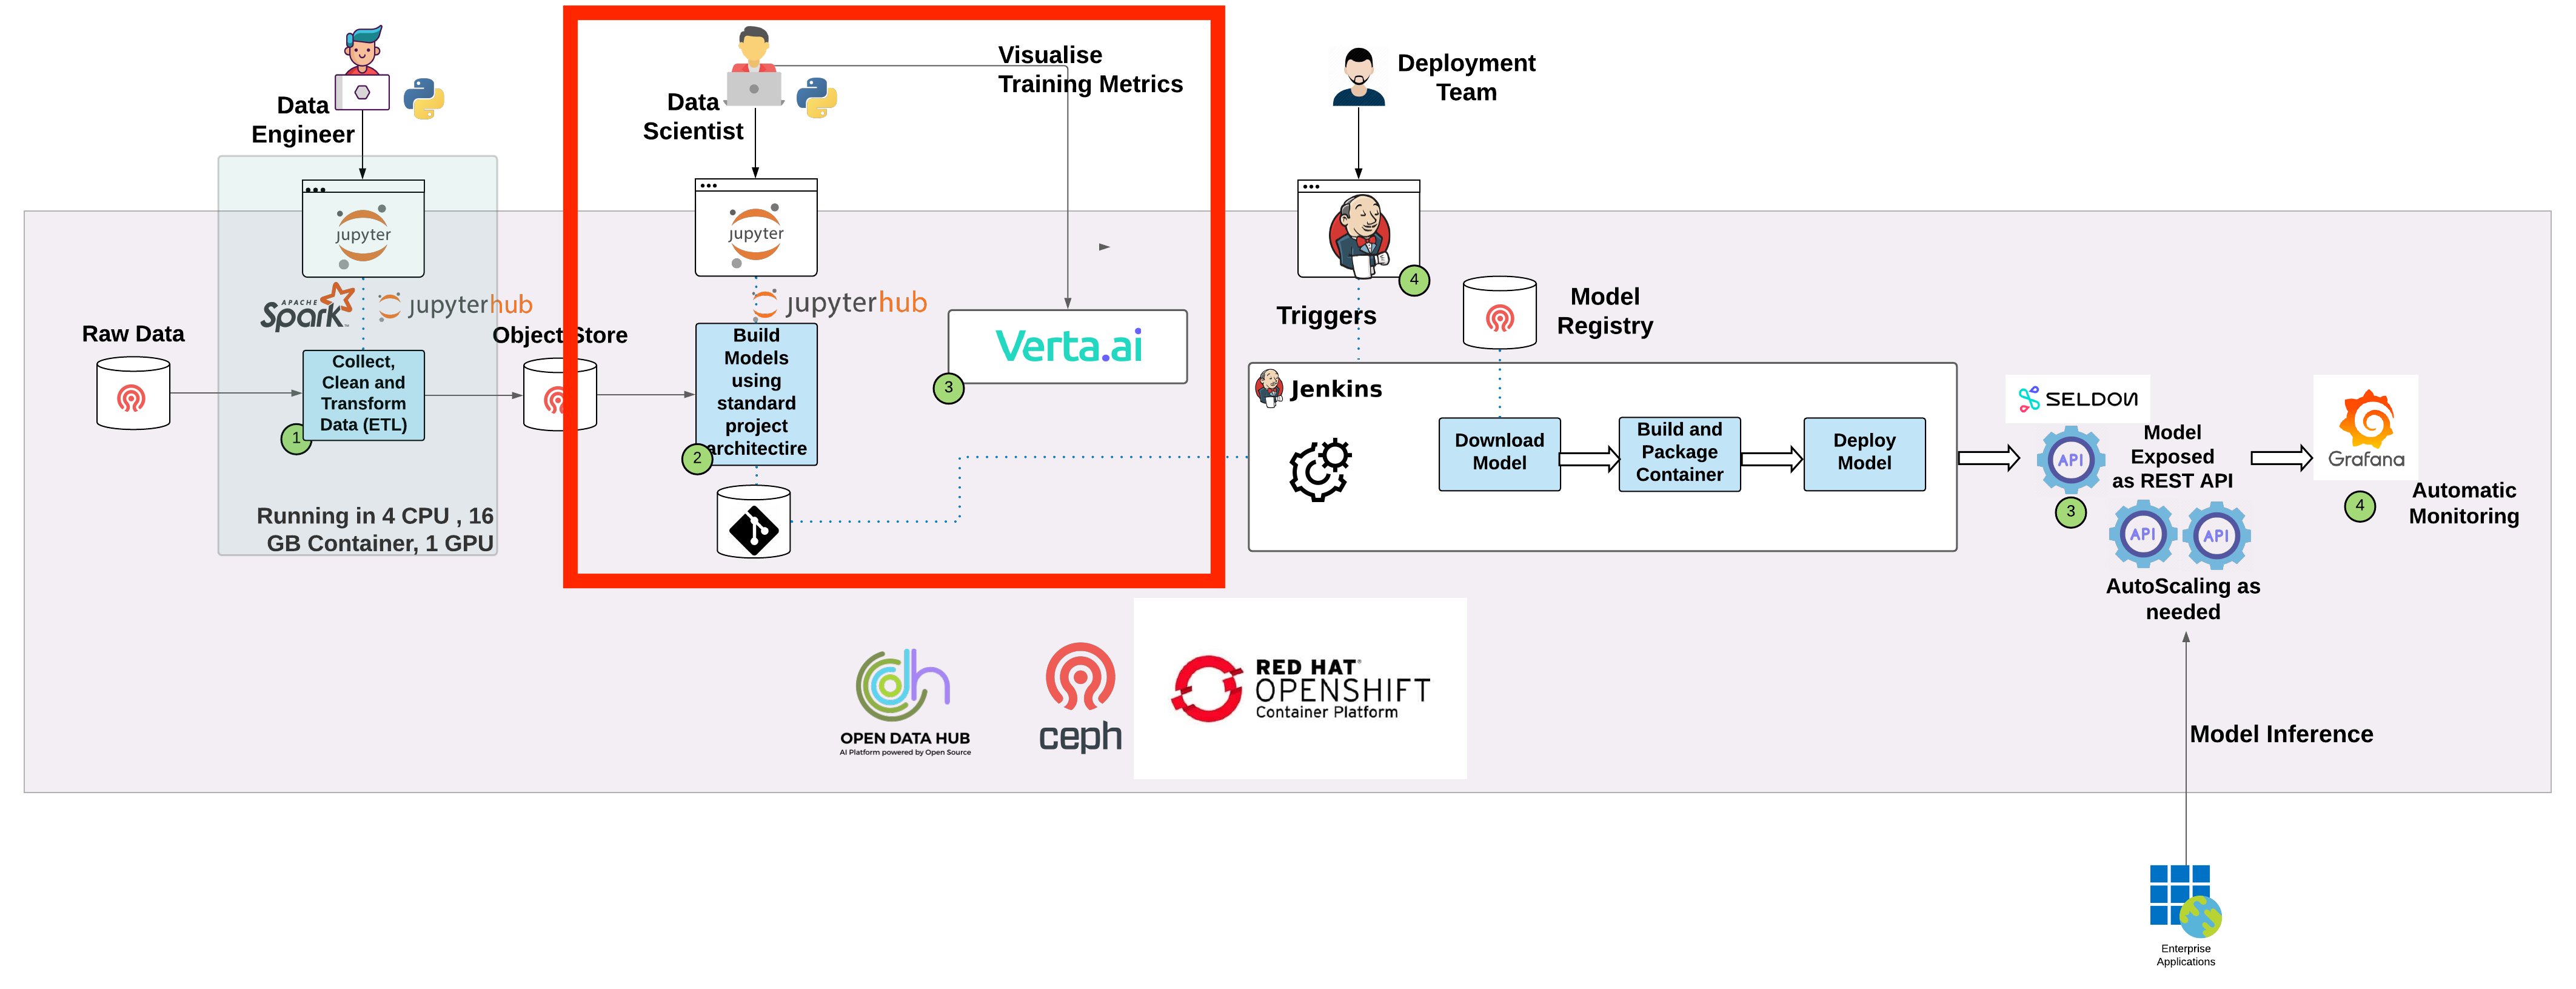 Data
Engineer
Data
Scientist
Visualise
Training Metrics
Deployment
Team
jupyter
APACHE
Spark
jupyterhub
Raw Data
Collect,
Clean and
Transform
Data (ETL)
1
Running in 4 CPU , 16
GB Container, 1 GPU
Object Store
jupyter
jupyterhub
Build
Models
using
standard
project
architectire
2
Verta.ai
3
4
Triggers
Model
Registry
Jenkins
Download
Model
Build and
Package
Container
Deploy
Model
SELDON
API
3
Model
Exposed
as REST API
API
API
AutoScaling as
needed
Grafana
4
Automatic
Monitoring
OPEN DATA HUB
AI Platform powered by Open Source
ceph
RED HAT
OPENSHIFT
Container Platform
Model Inference
Enterprise
Applications